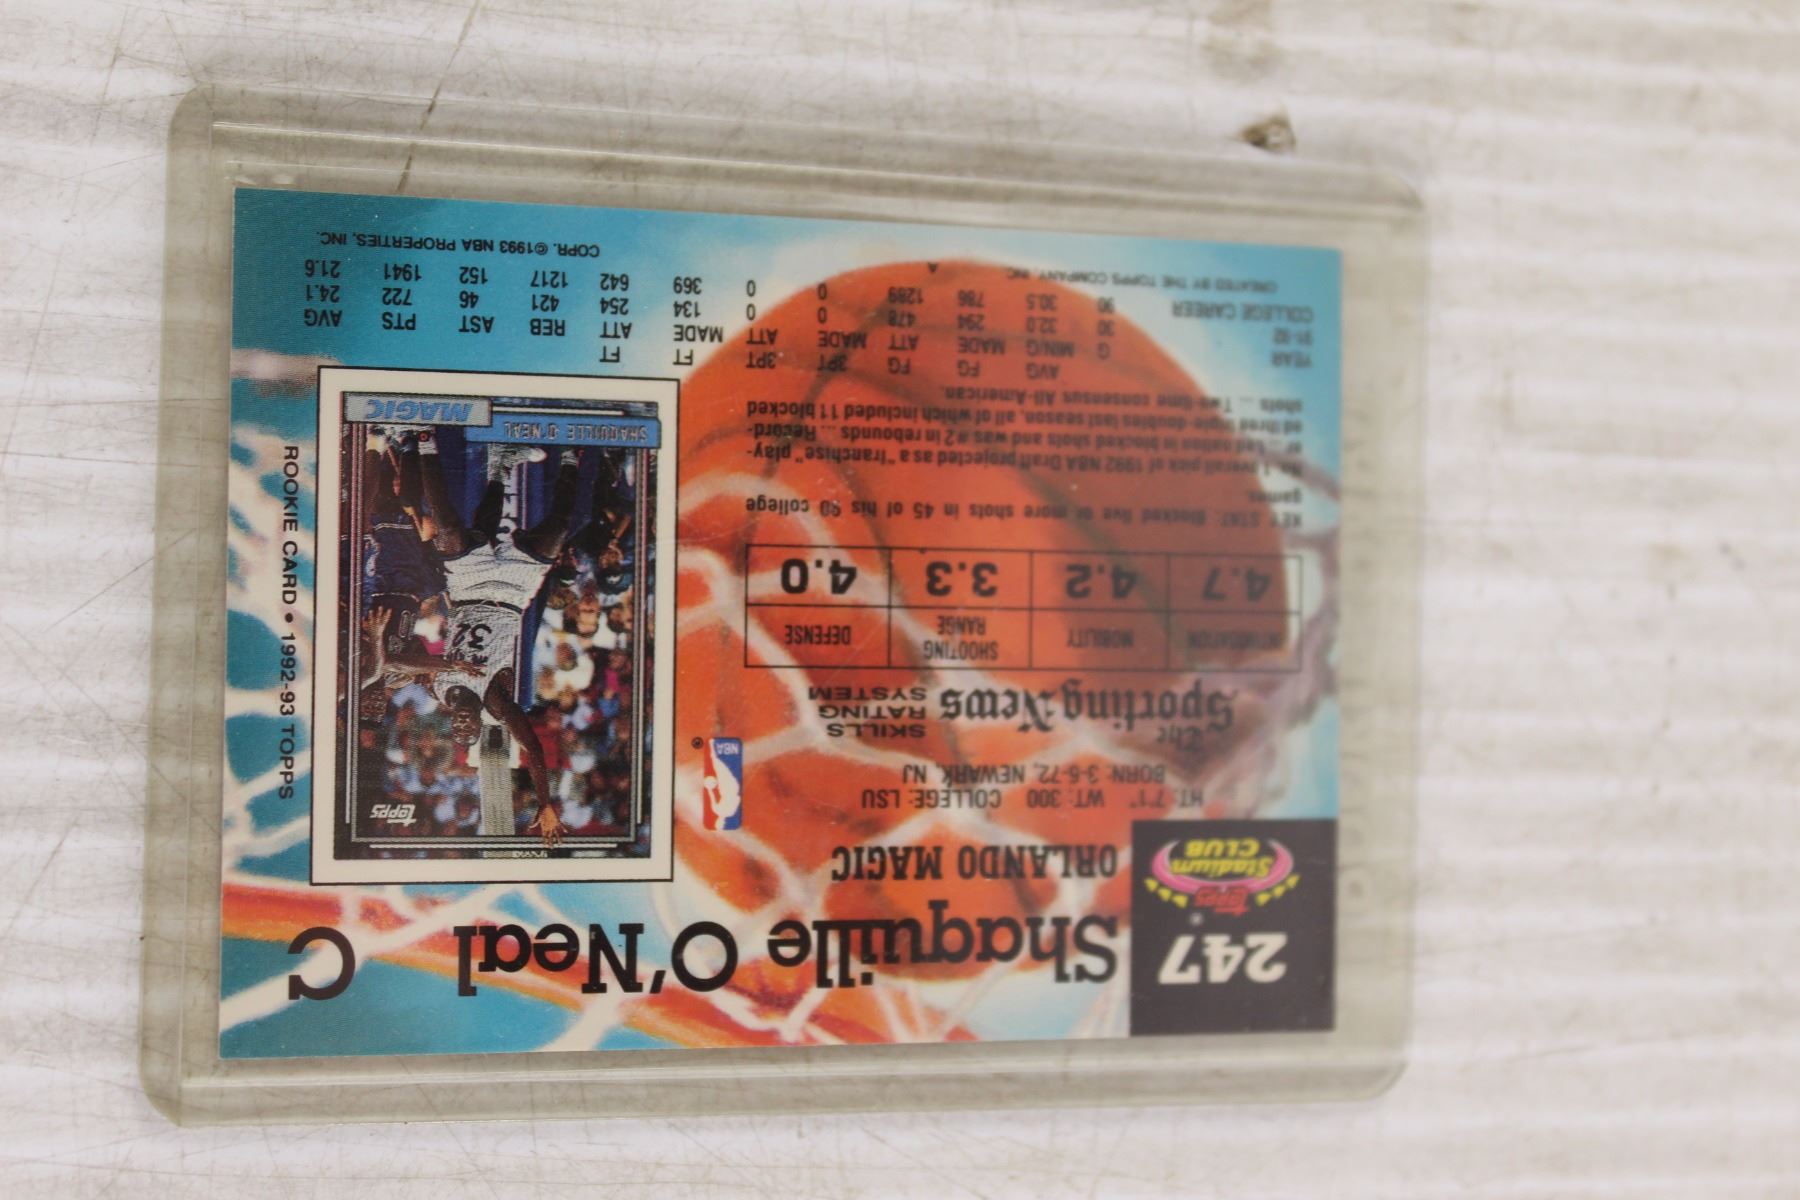 247
TOPPS
Stadium
CLUB
Shaquille O'Neal C
ORLANDO MAGIC
HT: 7'1" WT: 300 COLLEGE: LSU
BORN: 3-6-72, NEWARK, NJ
NBA
The Sporting News
SKILLS
RATING
SYSTEM
INTIMIDATION MOBILITY SHOOTING RANGE DEFENSE
4.7 4.2 3.3 4.0
KEY STAT: Blocked five or more shots in 45 of his 90 college
games.
No. 1 overall pick of 1992 NBA Draft projected as a "franchise" play-
er ... Led nation in blocked shots and was #2 in rebounds ... Record-
ed three triple-doubles last season, all of which included 11 blocked
shots ... Two-time consensus All-American
AVG FG FG 3PT 3PT FT FT
YEAR G MIN/G MADE ATT MADE ATT MADE ATT REB AST PTS AVG
91-92 30 32.0 294 478 0 0 134 254 421 46 722 24.1
COLLEGE CAREER 90 30.5 786 1289 0 0 369 642 1217 152 1941 21.6
CREATED BY THE TOPPS COMPANY, INC. A
COPR. ©1993 NBA PROPERTIES, INC.
TOPPS
32
SHAQUILLE O'NEAL
MAGIC
ROOKIE CARD • 1992-93 TOPPS